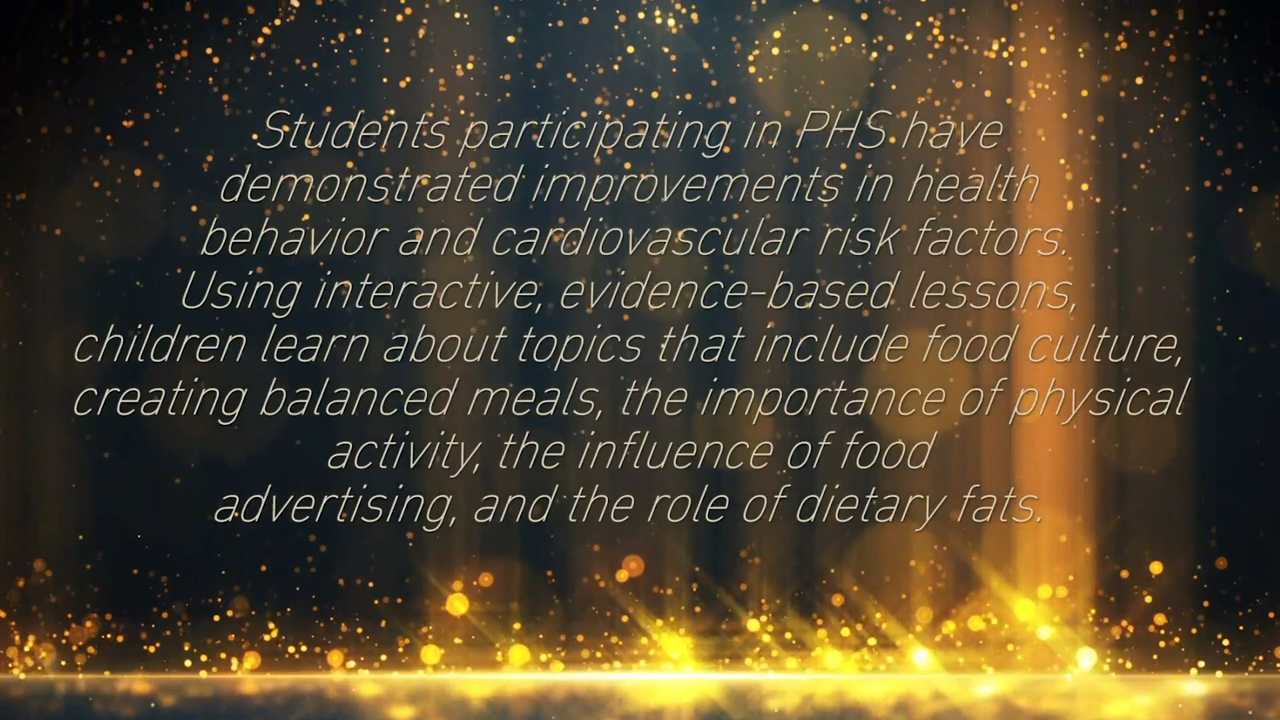 Students participating in PHS have
demonstrated improvements in health
behavior and cardiovascular risk factors.
Using interactive, evidence-based lessons,
children learn about topics that include food culture,
creating balanced meals, the importance of physical
activity, the influence of food
advertising, and the role of dietary fats.